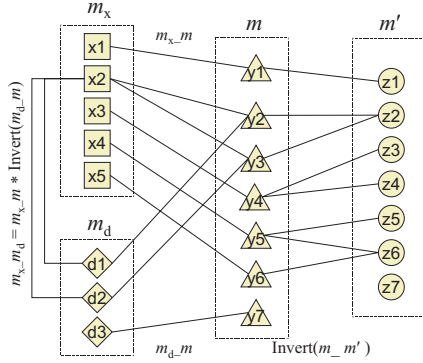 mx
m
m′
mx_m
x1
x2
x3
x4
x5
y1
y2
y3
y4
y5
y6
y7
z1
z2
z3
z4
z5
z6
z7
mx_md = mx_m * Invert(md_m)
md
d1
d2
d3
md_m
Invert(m_m′ )